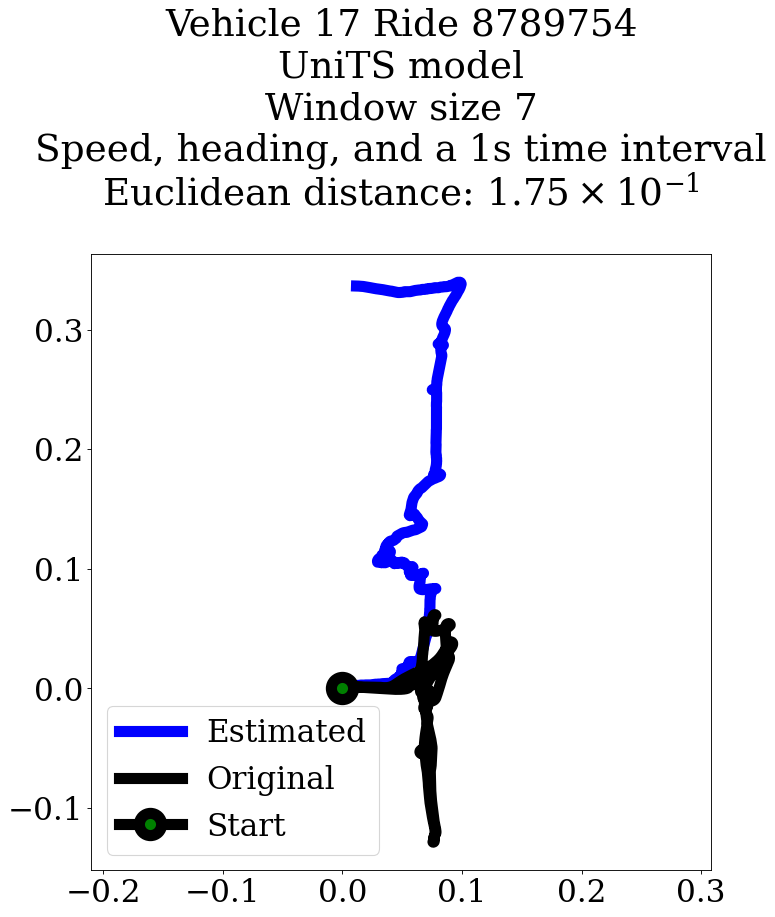 Vehicle 17 Ride 8789754
UniTS model
Window size 7
Speed, heading, and a 1s time interval
Euclidean distance: 1.75 × 10⁻¹
0.3
0.2
0.1
0.0
−0.1
Estimated
Original
Start
−0.2 −0.1 0.0 0.1 0.2 0.3